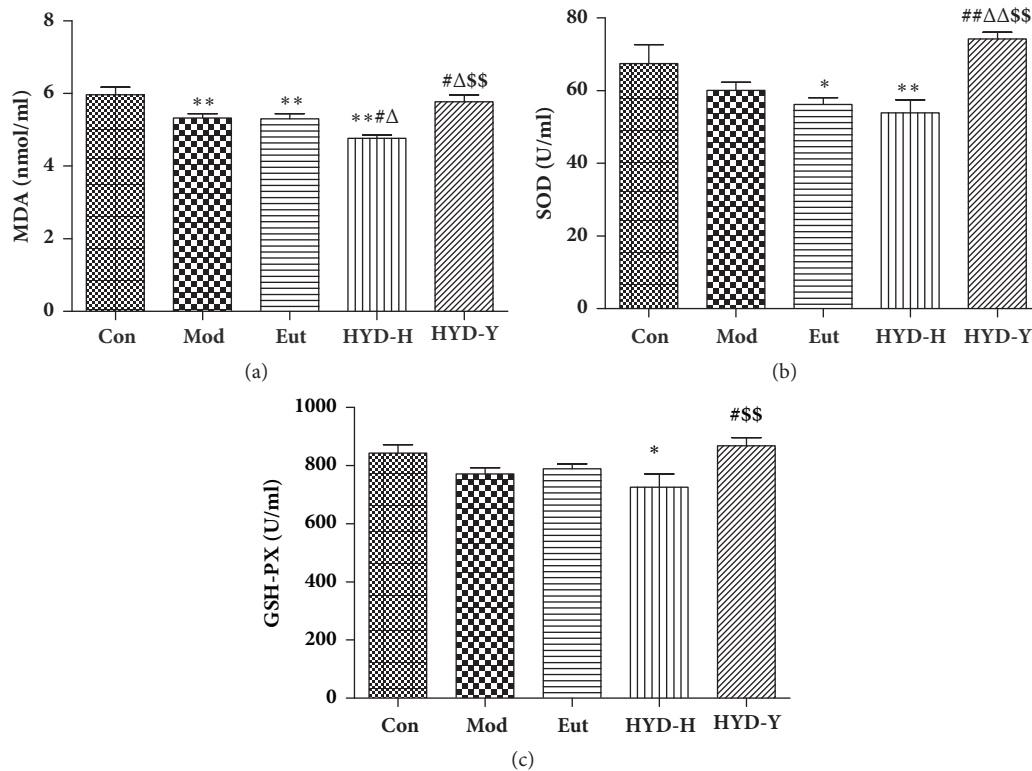 MDA (nmol/ml)
8
6
4
2
0
**
**
**#Δ
#Δ$$
Con Mod Eut HYD-H HYD-Y
(a)
SOD (U/ml)
80
60
40
20
0
*
**
##ΔΔ$$
Con Mod Eut HYD-H HYD-Y
(b)
GSH-PX (U/ml)
1000
800
600
400
200
0
*
#$$
Con Mod Eut HYD-H HYD-Y
(c)